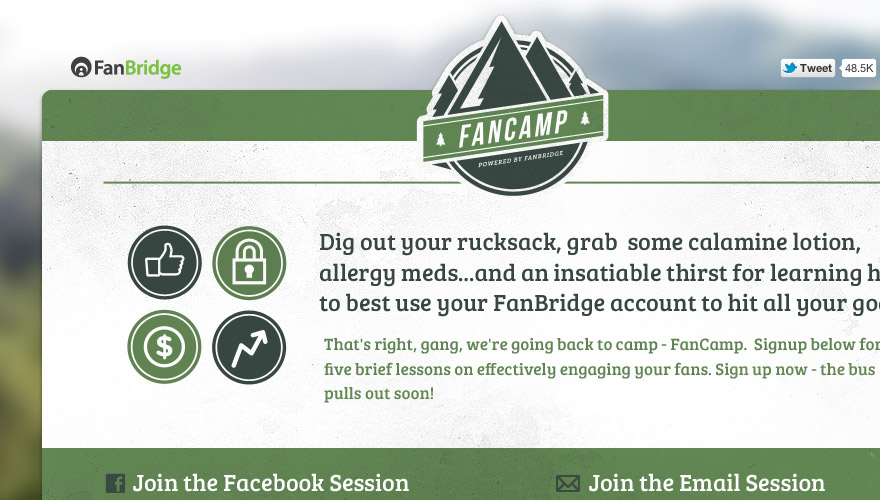 FanBridge
Tweet 48.5K
FANCAMP
POWERED BY FANBRIDGE
Dig out your rucksack, grab some calamine lotion,
allergy meds...and an insatiable thirst for learning
to best use your FanBridge account to hit all your
$
That's right, gang, we're going back to camp - FanCamp. Signup below for
five brief lessons on effectively engaging your fans. Sign up now - the bus
pulls out soon!
f Join the Facebook Session
Join the Email Session